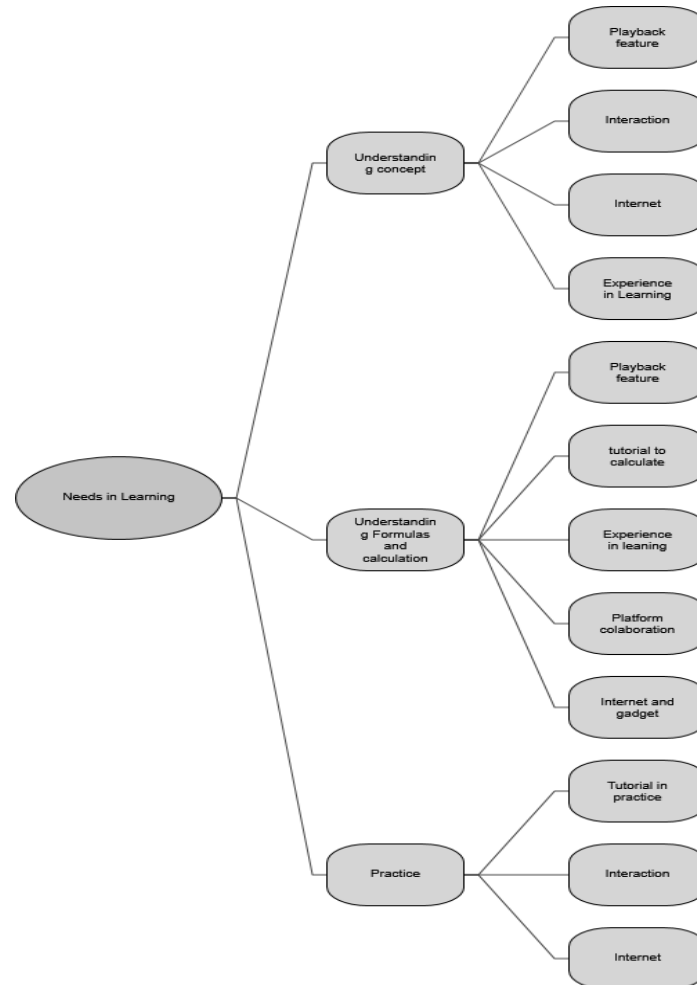 Needs in Learning
Understandin
g concept
Playback
feature
Interaction
Internet
Experience
in Learning
Understandin
g Formulas
and
calculation
Playback
feature
tutorial to
calculate
Experience
in leaning
Platform
colaboration
Internet and
gadget
Practice
Tutorial in
practice
Interaction
Internet